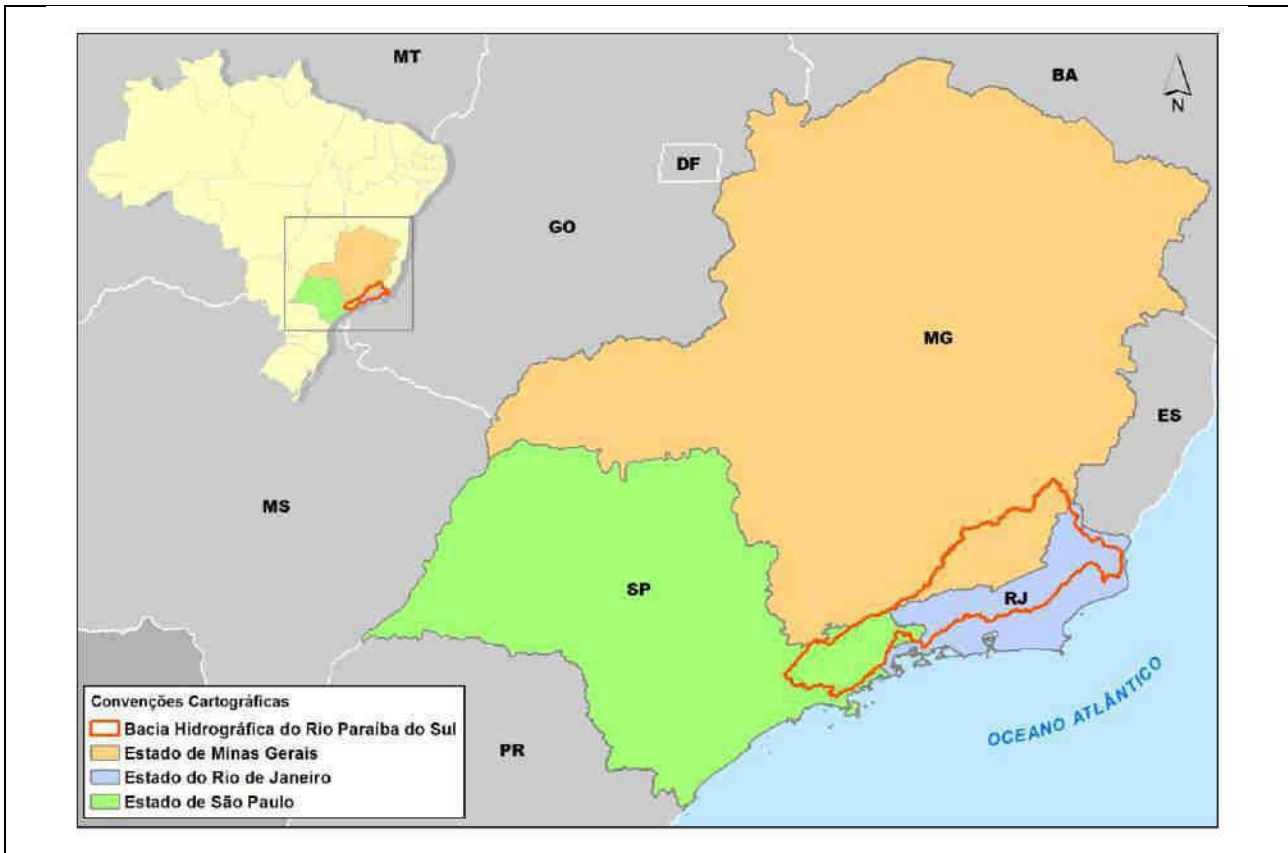 MT
BA
N
DF
GO
MG
ES
MS
SP
RJ
OCEANO ATLÂNTICO
PR
Convenções Cartográficas
Bacia Hidrográfica do Rio Paraíba do Sul
Estado de Minas Gerais
Estado do Rio de Janeiro
Estado de São Paulo